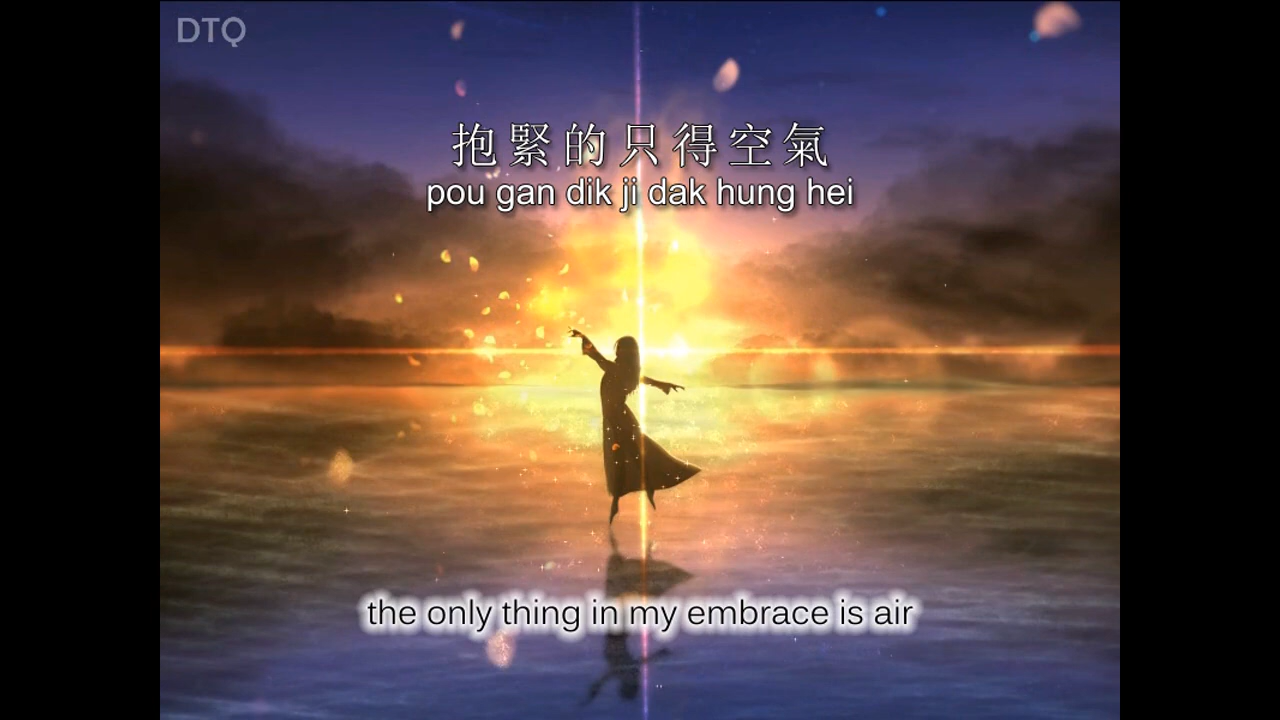 DTQ
抱緊的只得空氣
pou gan dik ji dak hung hei
the only thing in my embrace is air